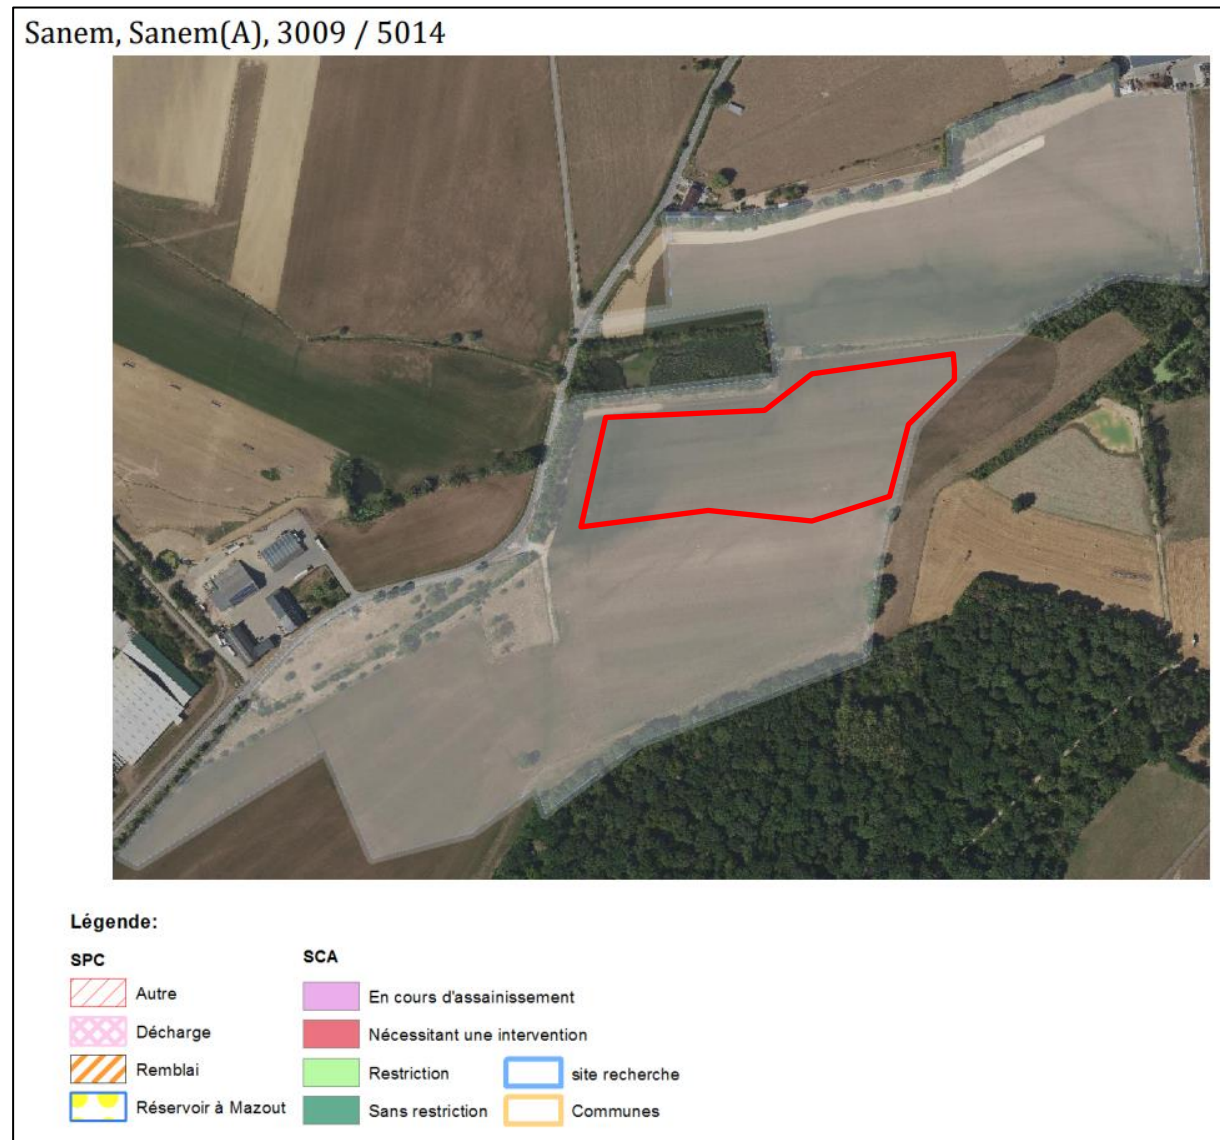 Sanem, Sanem(A), 3009 / 5014
Légende:
SPC
Autre
Décharge
Remblai
Réservoir à Mazout
SCA
En cours d'assainissement
Nécessitant une intervention
Restriction
Sans restriction
site recherche
Communes